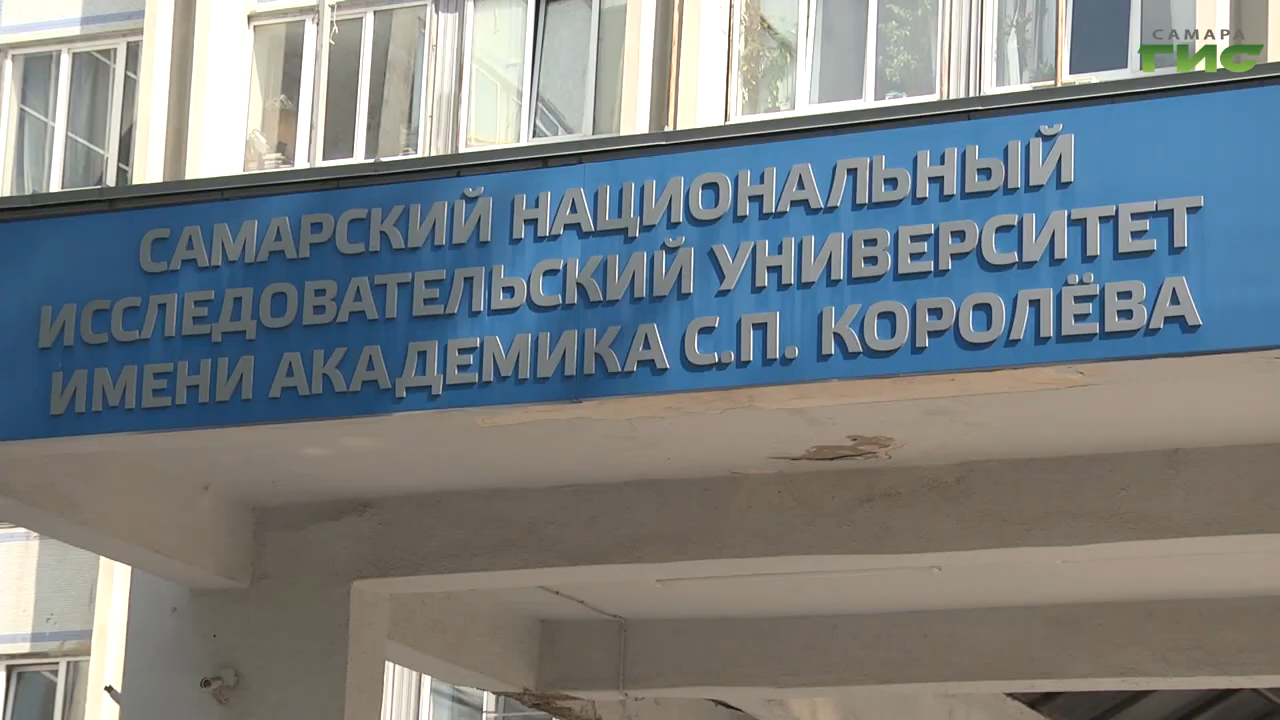 САМАРА
ГИС
САМАРСКИЙ НАЦИОНАЛЬНЫЙ
ИССЛЕДОВАТЕЛЬСКИЙ УНИВЕРСИТЕТ
ИМЕНИ АКАДЕМИКА С.П. КОРОЛЁВА